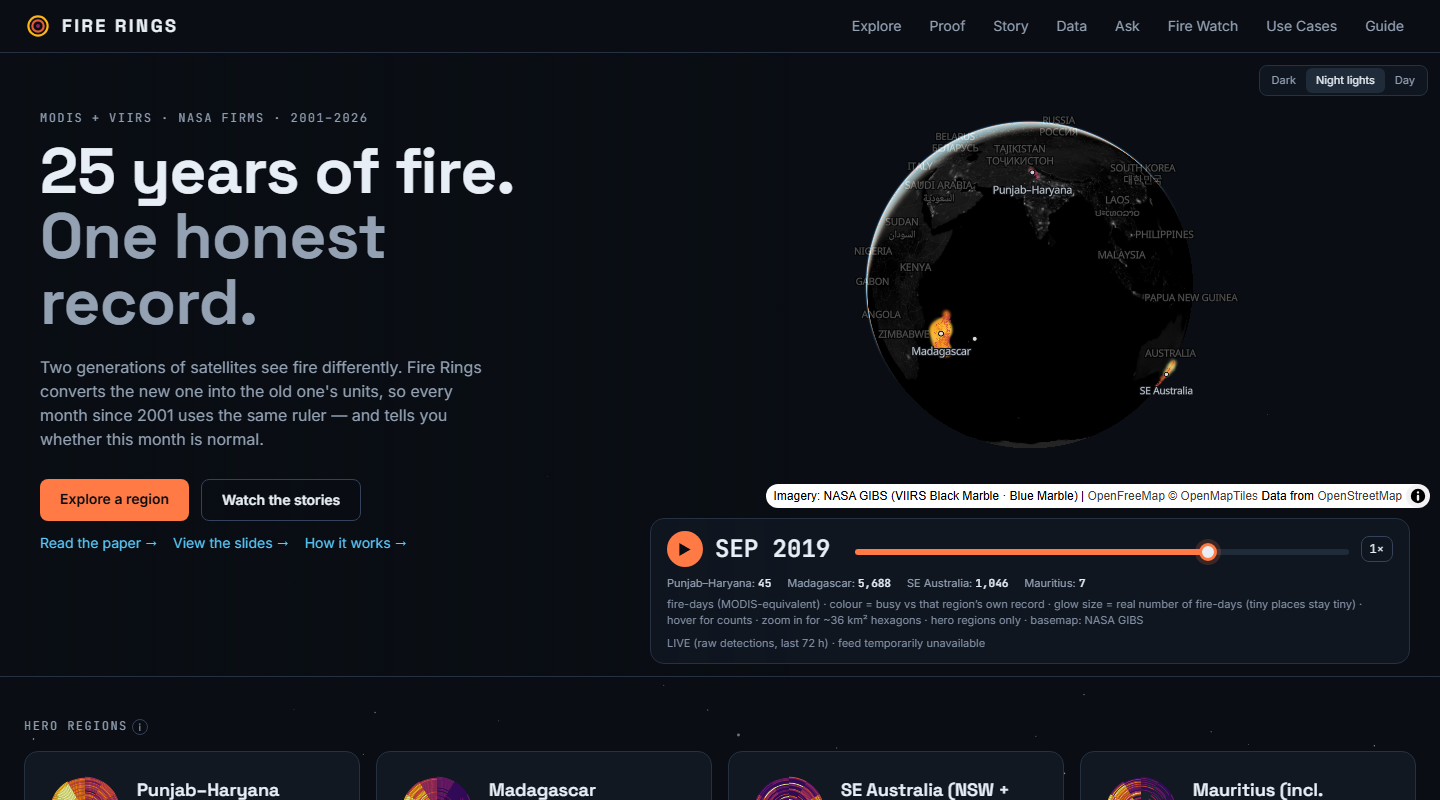 FIRE RINGS
Explore Proof Story Data Ask Fire Watch Use Cases Guide
Dark Night lights Day
MODIS + VIIRS · NASA FIRMS · 2001–2026
25 years of fire.
One honest
record.
Two generations of satellites see fire differently. Fire Rings
converts the new one into the old one's units, so every
month since 2001 uses the same ruler — and tells you
whether this month is normal.
Explore a region Watch the stories
Read the paper → View the slides → How it works →
RUSSIA
РОССИЯ
BELARUS
БЕЛАРУСЬ
TAJIKISTAN
ТОҶИКИСТОН
ITALY
SOUTH KOREA
대한민국
SAUDI ARABIA
السعودية
Punjab–Haryana
LAOS
ປະເທດລາວ
SUDAN
السودان
PHILIPPINES
NIGERIA
MALAYSIA
KENYA
GABON
PAPUA NEW GUINEA
ANGOLA
ZIMBABWE
Madagascar
AUSTRALIA
SE Australia
Imagery: NASA GIBS (VIIRS Black Marble · Blue Marble) | OpenFreeMap © OpenMapTiles Data from OpenStreetMap
SEP 2019
1×
Punjab–Haryana: 45 Madagascar: 5,688 SE Australia: 1,046 Mauritius: 7
fire-days (MODIS-equivalent) · colour = busy vs that region's own record · glow size = real number of fire-days (tiny places stay tiny) ·
hover for counts · zoom in for ~36 km² hexagons · hero regions only · basemap: NASA GIBS
LIVE (raw detections, last 72 h) · feed temporarily unavailable
HERO REGIONS
Punjab–Haryana
Madagascar
SE Australia (NSW +
Mauritius (incl.